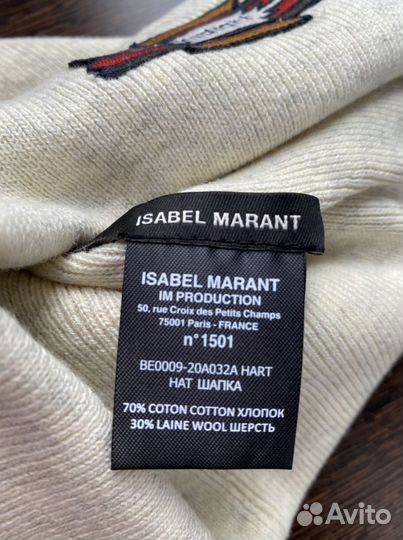 ISABEL MARANT
ISABEL MARANT
IM PRODUCTION
50, rue Croix des Petits Champs
75001 Paris - FRANCE
n°1501
BE0009-20A032A HART
HAT ШАПКА
70% COTON COTTON ХЛОПОК
30% LAINE WOOL ШЕРСТЬ
Avito